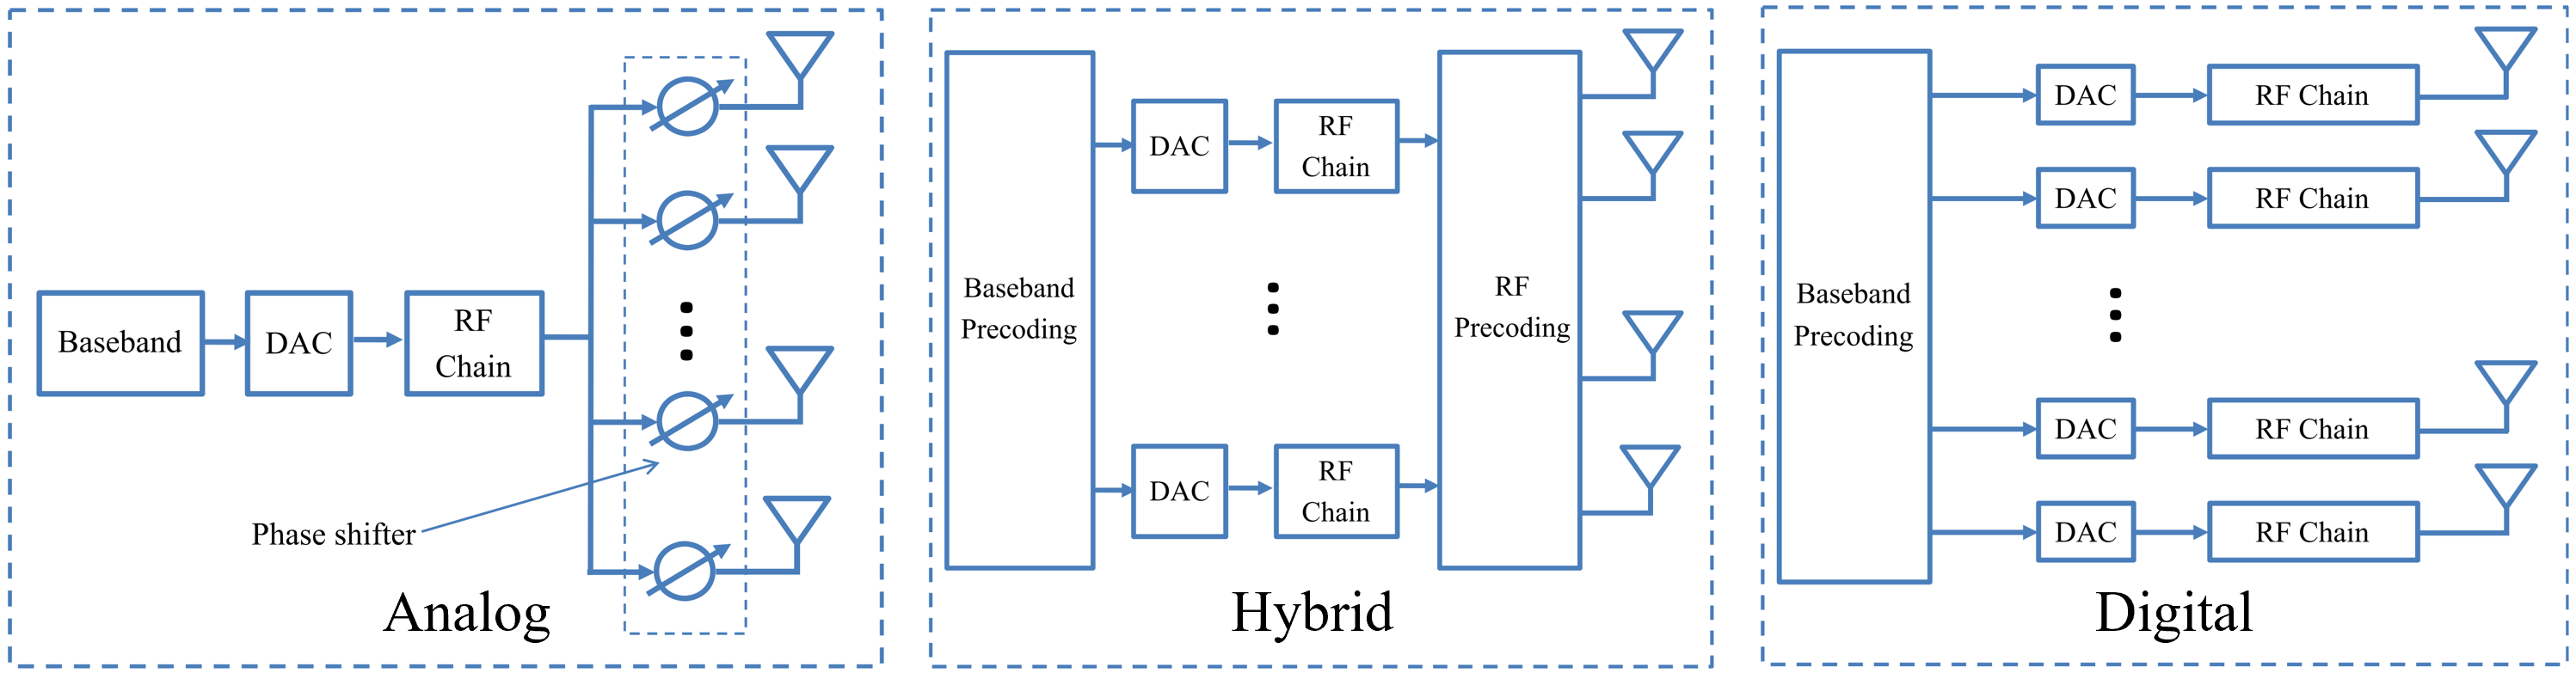 Baseband
DAC
RF
Chain
Phase shifter
Analog
Baseband
Precoding
DAC
RF
Chain
DAC
RF
Chain
RF
Precoding
Hybrid
Baseband
Precoding
DAC
RF Chain
DAC
RF Chain
DAC
RF Chain
DAC
RF Chain
Digital